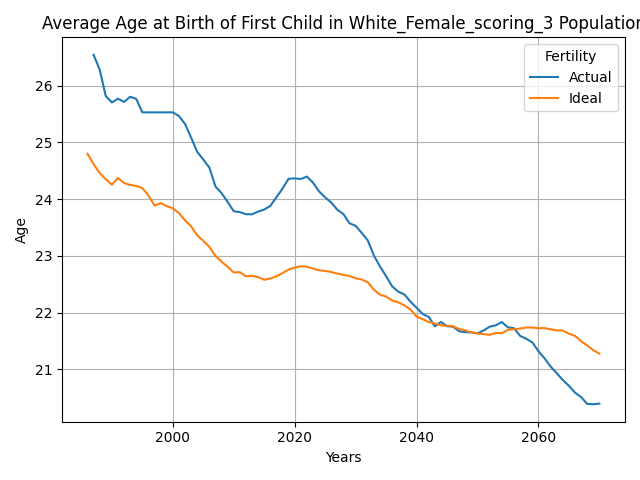 Average Age at Birth of First Child in White_Female_scoring_3 Population
Fertility
Actual
Ideal
26
25
24
23
22
21
Age
2000
2020
2040
2060
Years